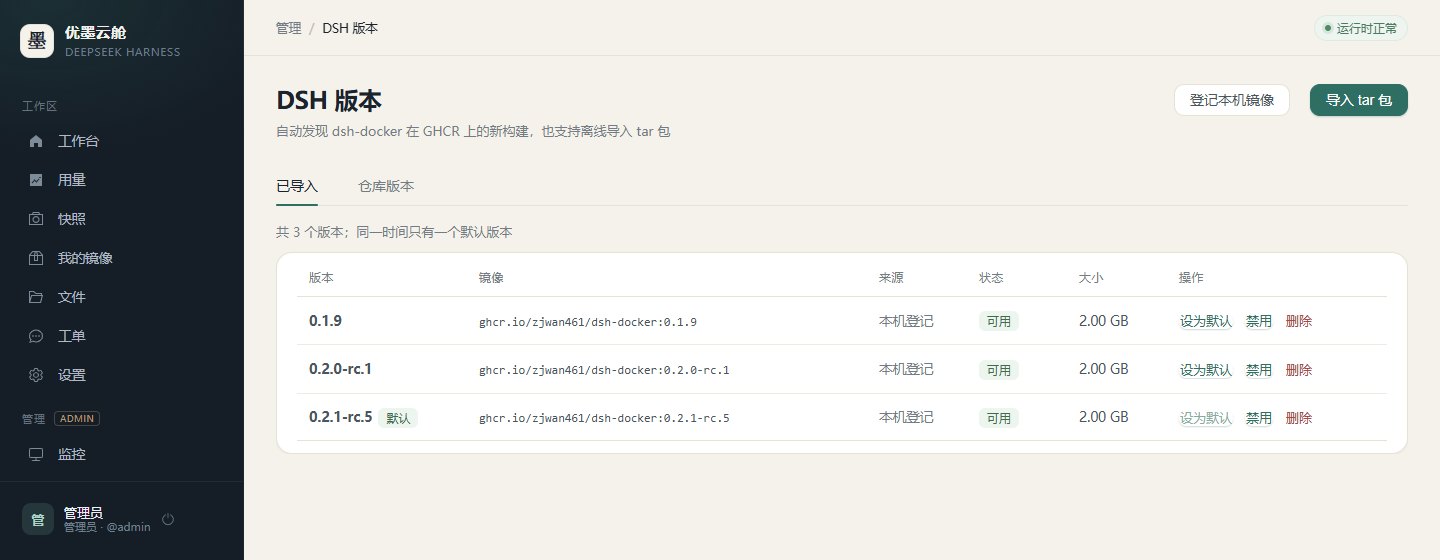 墨
优墨云舱
DEEPSEEK HARNESS
工作区
工作台
用量
快照
我的镜像
文件
工单
设置
管理 ADMIN
监控
管
管理员
管理员 · @admin
管理 / DSH 版本
运行时正常
DSH 版本
自动发现 dsh-docker 在 GHCR 上的新构建，也支持离线导入 tar 包
登记本机镜像
导入 tar 包
已导入 仓库版本
共 3 个版本；同一时间只有一个默认版本
版本 镜像 来源 状态 大小 操作
0.1.9 ghcr.io/zjwan461/dsh-docker:0.1.9 本机登记 可用 2.00 GB 设为默认 禁用 删除
0.2.0-rc.1 ghcr.io/zjwan461/dsh-docker:0.2.0-rc.1 本机登记 可用 2.00 GB 设为默认 禁用 删除
0.2.1-rc.5 默认 ghcr.io/zjwan461/dsh-docker:0.2.1-rc.5 本机登记 可用 2.00 GB 设为默认 禁用 删除